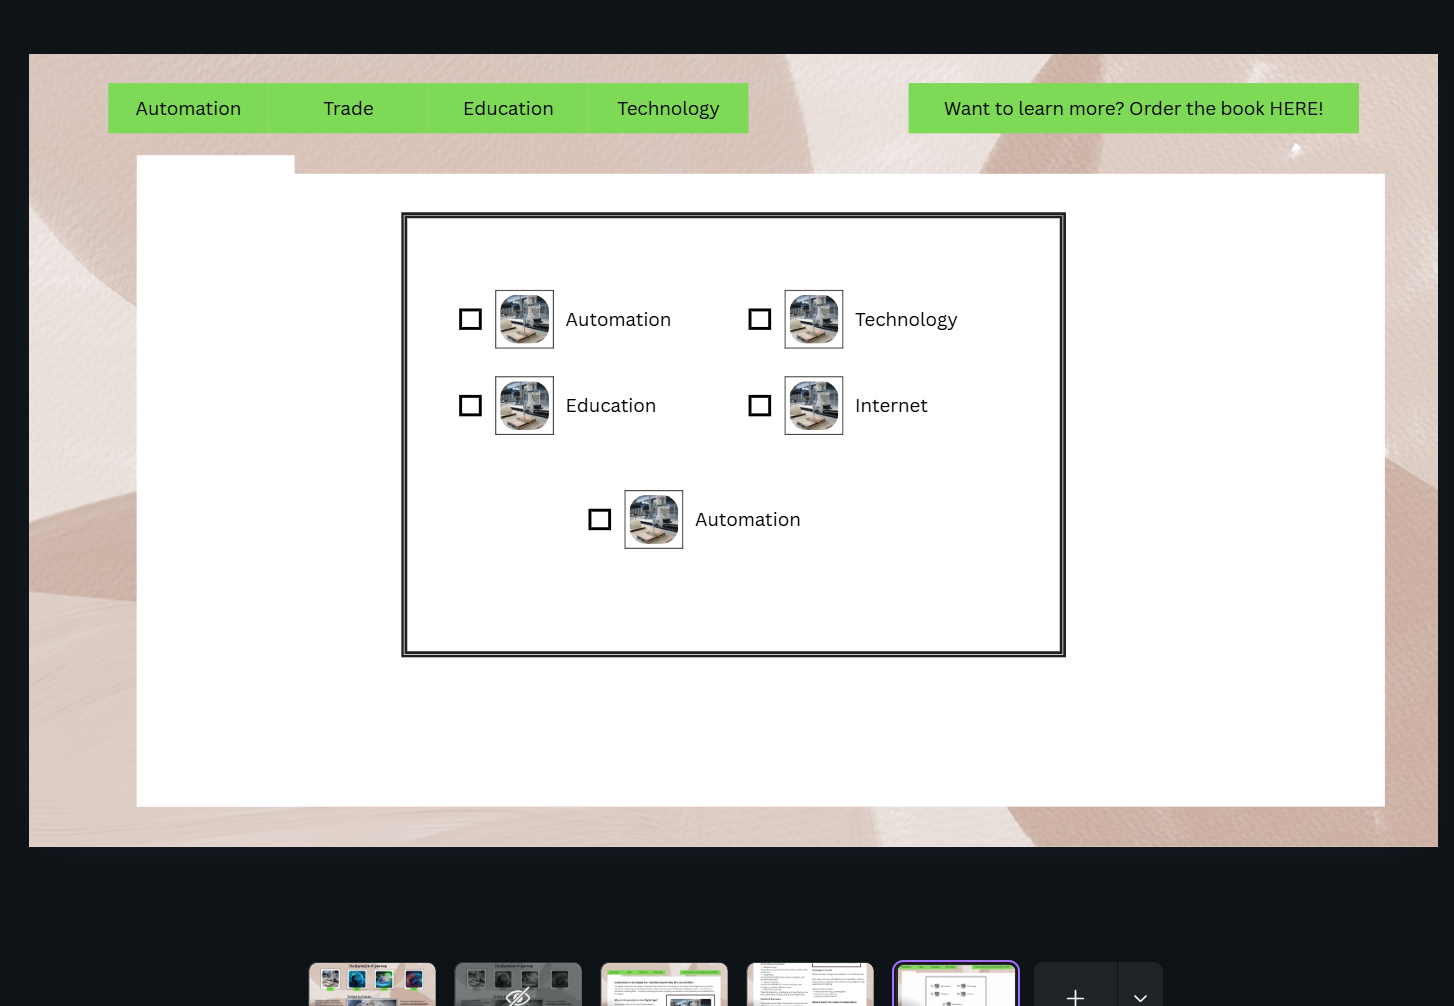 Automation Trade Education Technology Want to learn more? Order the book HERE!
Automation Technology
Education Internet
Automation